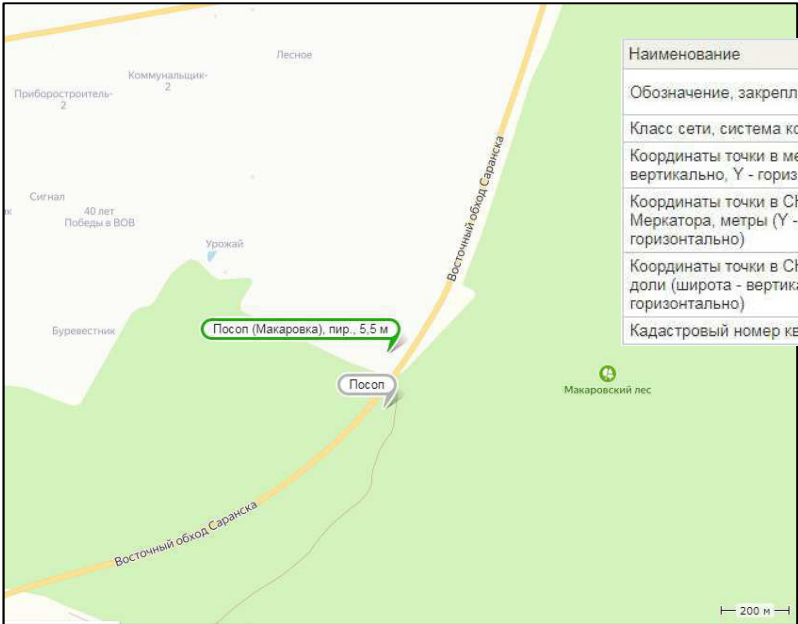 Лесное
Коммунальщик-
2
Приборостроитель-
2
Сигнал
40 лет
Победы в ВОВ
Урожай
Буревестник
Восточный обход Саранска
Посоп (Макаровка), пир., 5,5 м
Посоп
Макаровский лес
Восточный обход Саранска
200 м
Наименование
Обозначение, закрепл
Класс сети, система ко
Координаты точки в ме
вертикально, Y - гориз
Координаты точки в СК
Меркатора, метры (Y -
горизонтально)
Координаты точки в СК
доли (широта - вертика
горизонтально)
Кадастровый номер кв